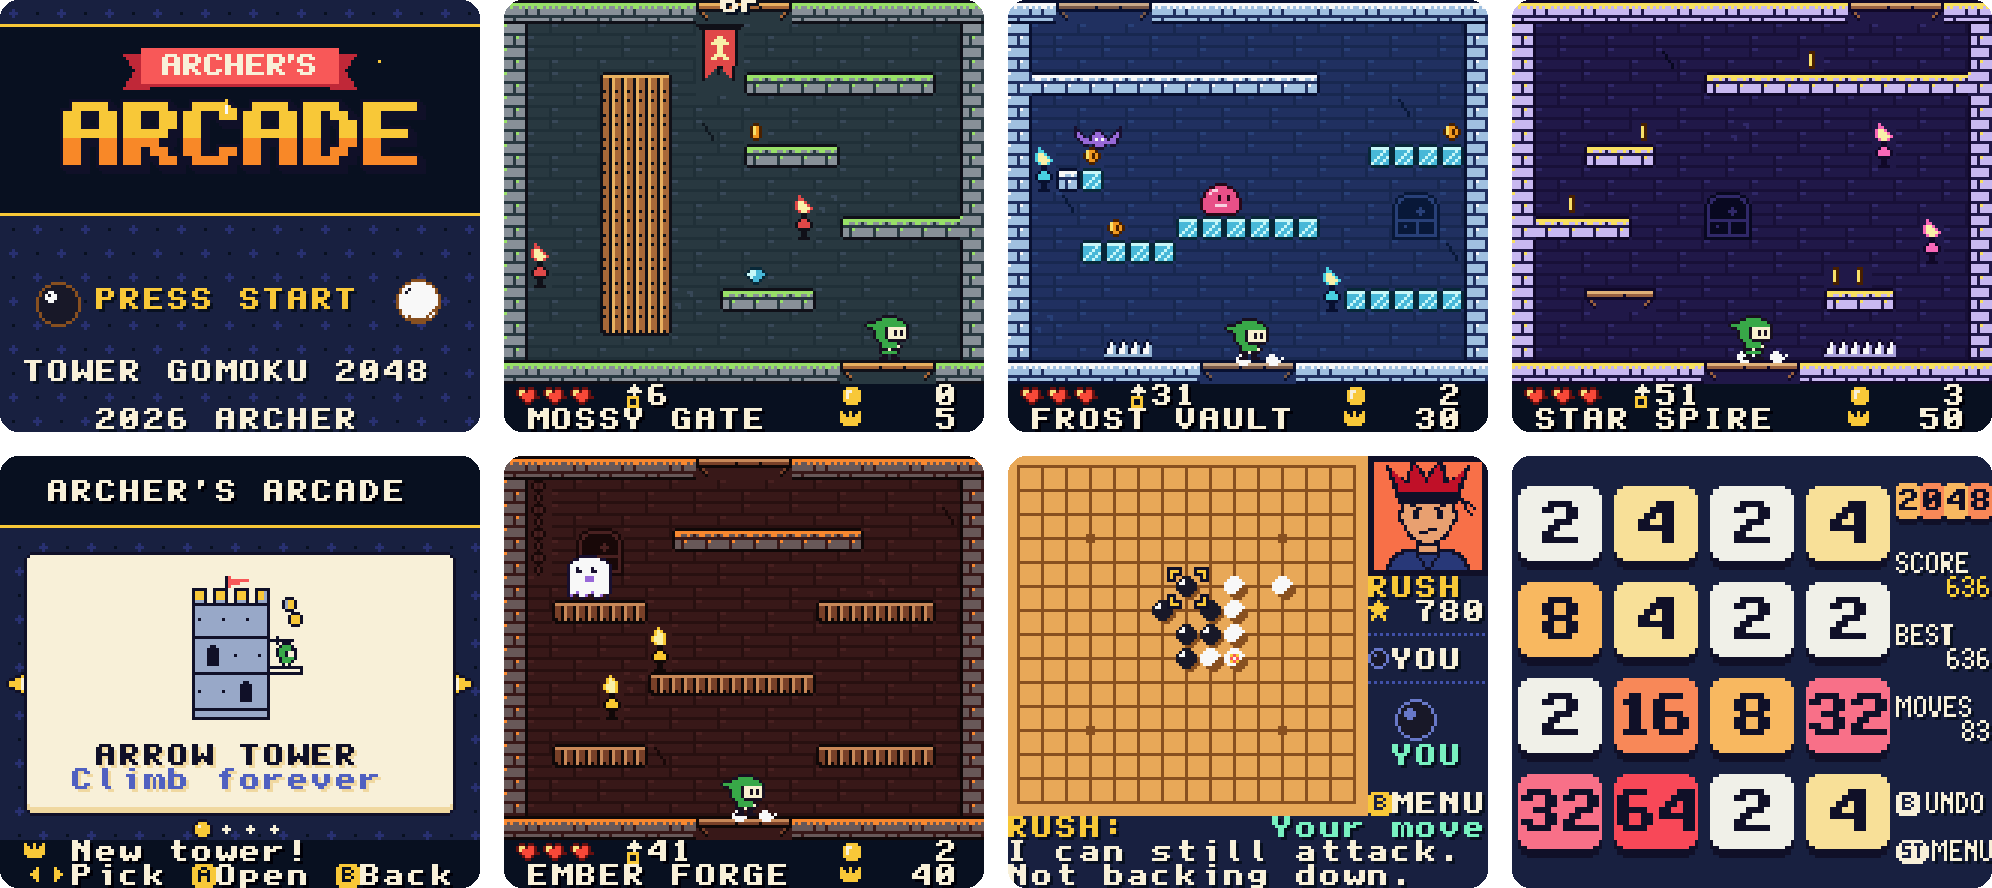 ARCHER'S
ARCADE
PRESS START
TOWER GOMOKU 2048
2026 ARCHER
6 0
MOSSY GATE 5
31 2
FROST VAULT 30
51 3
STAR SPIRE 50
ARCHER'S ARCADE
ARROW TOWER
Climb forever
New tower!
Pick A Open B Back
41 2
EMBER FORGE 40
RUSH
780
YOU
YOU
B MENU
RUSH: Your move
I can still attack.
Not backing down.
2 4 2 4
8 4 2 2
2 16 8 32
32 64 2 4
2048
SCORE
636
BEST
636
MOVES
83
B UNDO
ST MENU